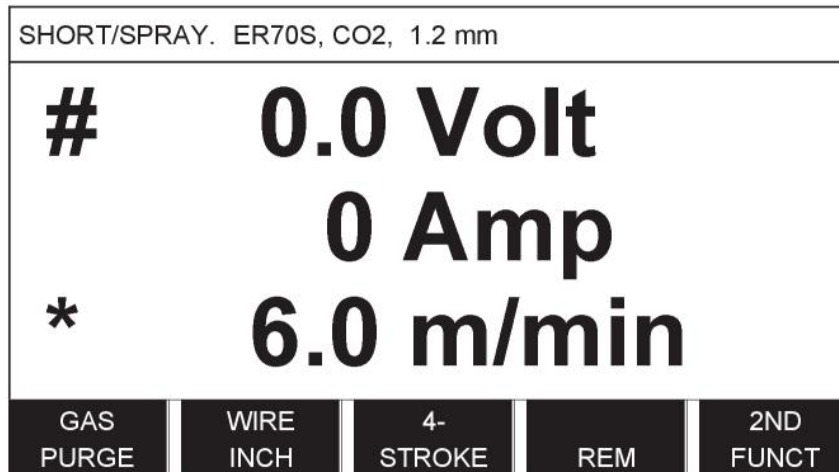 SHORT/SPRAY. ER70S, CO2, 1.2 mm
# 0.0 Volt
0 Amp
* 6.0 m/min
GAS PURGE
WIRE INCH
4-STROKE
REM
2ND FUNCT